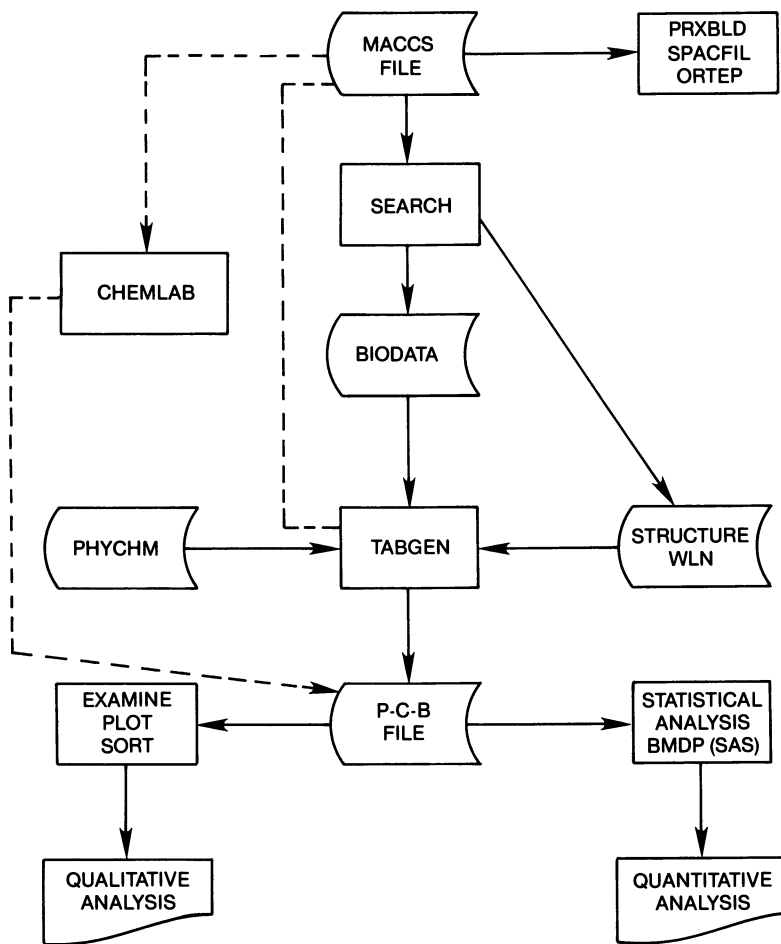 MACCS
FILE
PRXBLD
SPACFIL
ORTEP
SEARCH
CHEMLAB
BIODATA
PHYCHM
TABGEN
STRUCTURE
WLN
EXAMINE
PLOT
SORT
P-C-B
FILE
STATISTICAL
ANALYSIS
BMDP (SAS)
QUALITATIVE
ANALYSIS
QUANTITATIVE
ANALYSIS